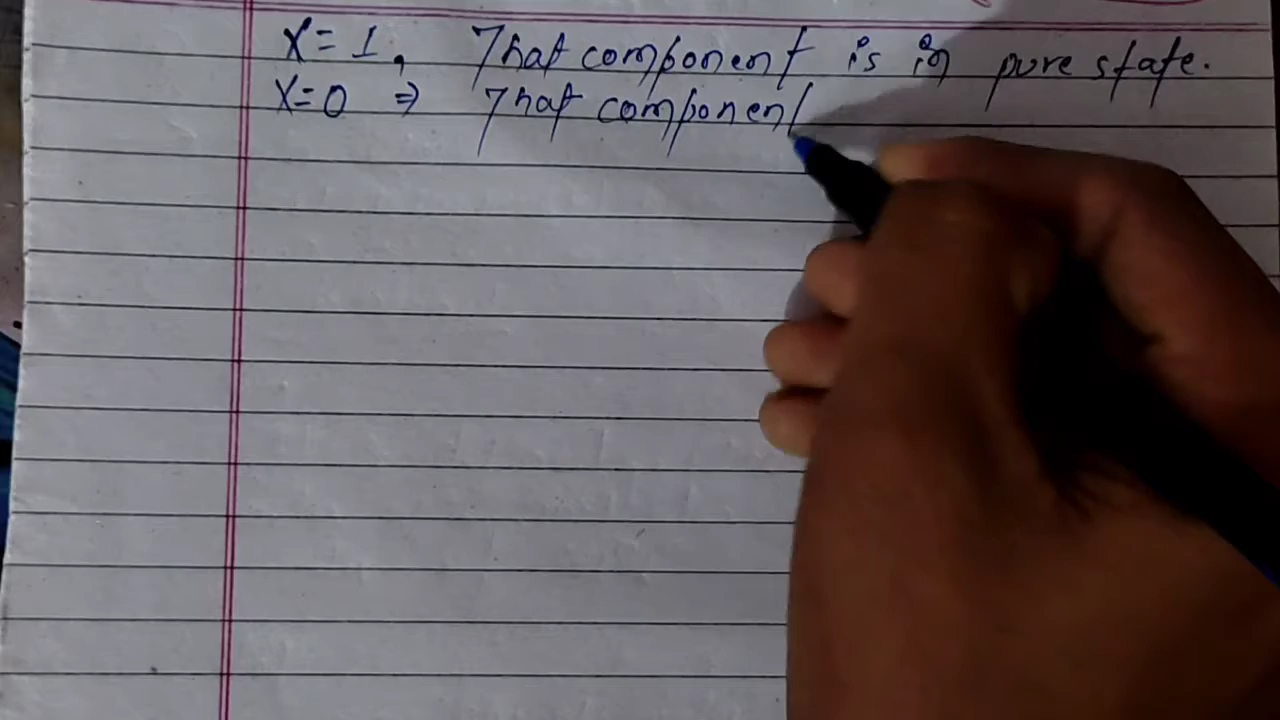 X = 1, That component is in pure state.
X = 0 ⇒ That component